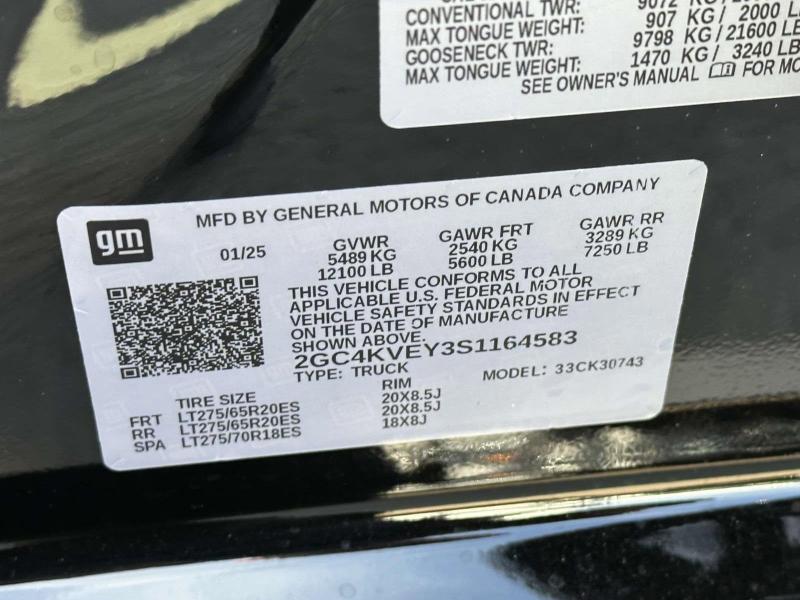 CONVENTIONAL TWR: 9072 KG/
MAX TONGUE WEIGHT: 907 KG/ 2000 L
GOOSENECK TWR: 9798 KG/21600 LB
MAX TONGUE WEIGHT: 1470 KG/ 3240 LB
SEE OWNER'S MANUAL FOR MO
MFD BY GENERAL MOTORS OF CANADA COMPANY
gm
01/25
GVWR
5489 KG
12100 LB
GAWR FRT
2540 KG
5600 LB
GAWR RR
3289 KG
7250 LB
THIS VEHICLE CONFORMS TO ALL
APPLICABLE U.S. FEDERAL MOTOR
VEHICLE SAFETY STANDARDS IN EFFECT
ON THE DATE OF MANUFACTURE
SHOWN ABOVE.
2GC4KVEY3S1164583
TYPE: TRUCK MODEL: 33CK30743
TIRE SIZE RIM
FRT LT275/65R20ES 20X8.5J
RR LT275/65R20ES 20X8.5J
SPA LT275/70R18ES 18X8J